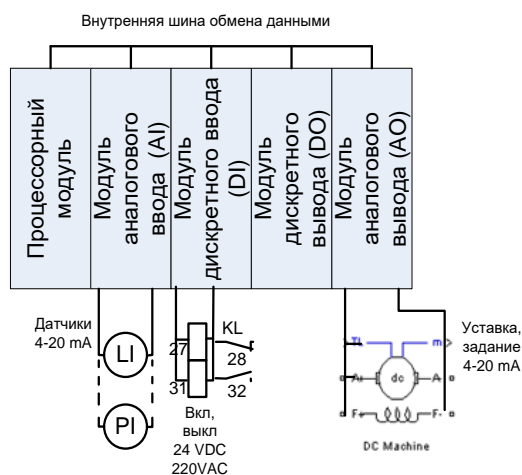 Внутренняя шина обмена данными
Процессорный
модуль
Модуль
аналогового
ввода (AI)
Модуль
дискретного ввода
(DI)
Модуль
дискретного
вывода (DO)
Модуль
аналогового
вывода (AO)
Датчики
4-20 mA
LI
PI
27
KL
28
31
32
Вкл,
выкл
24 VDC
220VAC
TL
m
A+
dc
A-
F+
F-
DC Machine
Уставка,
задание
4-20 mA